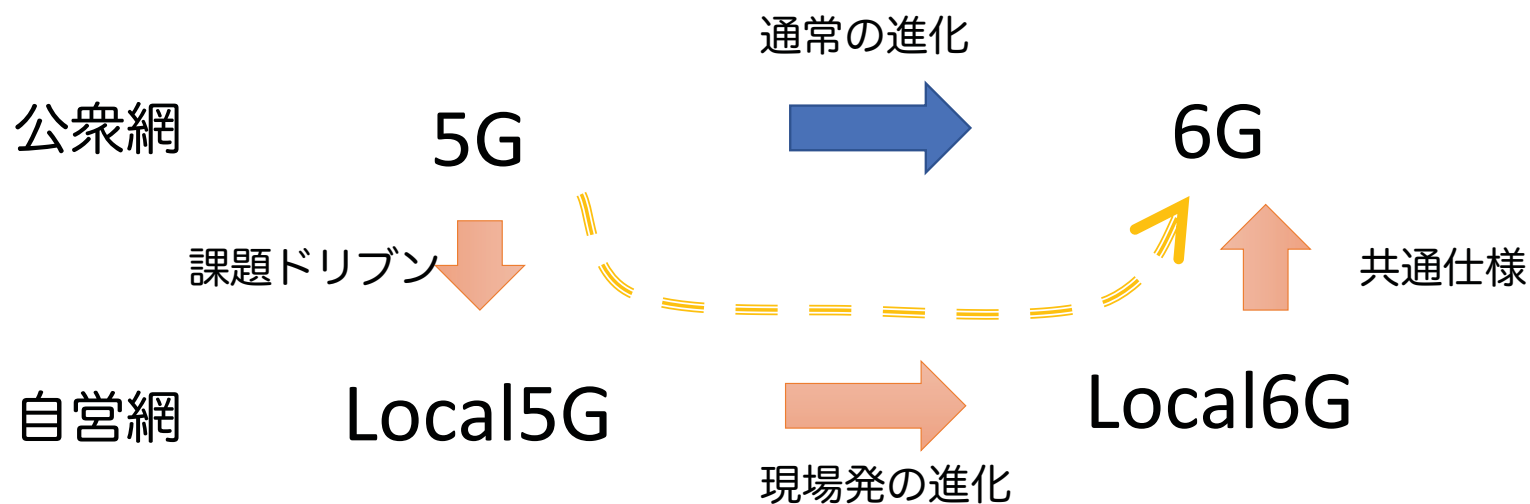 通常の進化
公衆網
5G
6G
課題ドリブン
共通仕様
自営網
Local5G
Local6G
現場発の進化